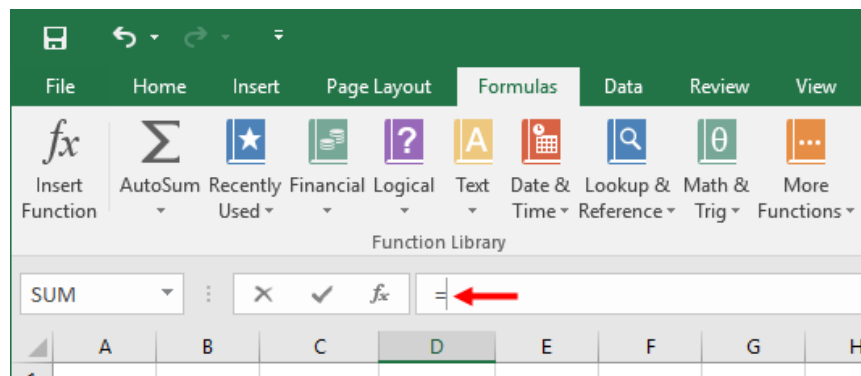 File Home Insert Page Layout Formulas Data Review View
fx Σ ? A θ ...
Insert AutoSum Recently Financial Logical Text Date & Lookup & Math & More
Function Used Time Reference Trig Functions
Function Library
SUM fx =
A B C D E F G H